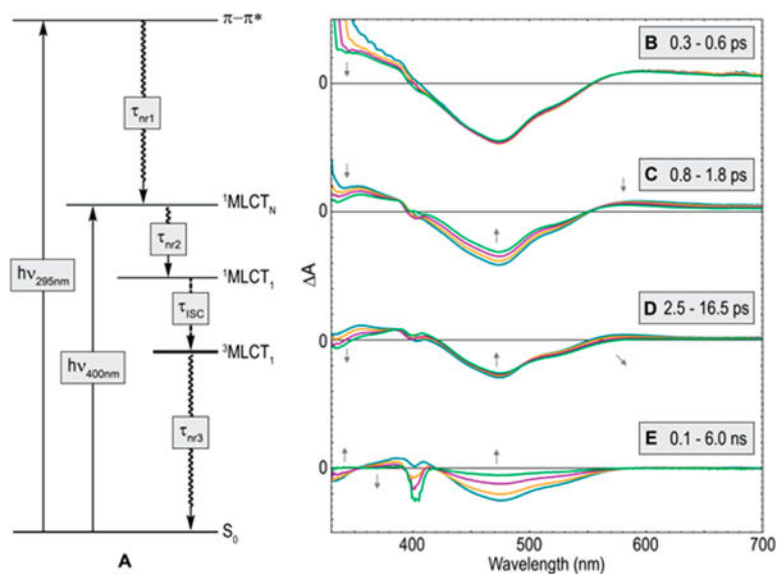 π−π*
τnr1
¹MLCTN
τnr2
¹MLCT1
τISC
³MLCT1
hν295nm
hν400nm
τnr3
S0
A
B 0.3 - 0.6 ps
0
C 0.8 - 1.8 ps
0
ΔA
D 2.5 - 16.5 ps
0
E 0.1 - 6.0 ns
0
400 500 600 700
Wavelength (nm)